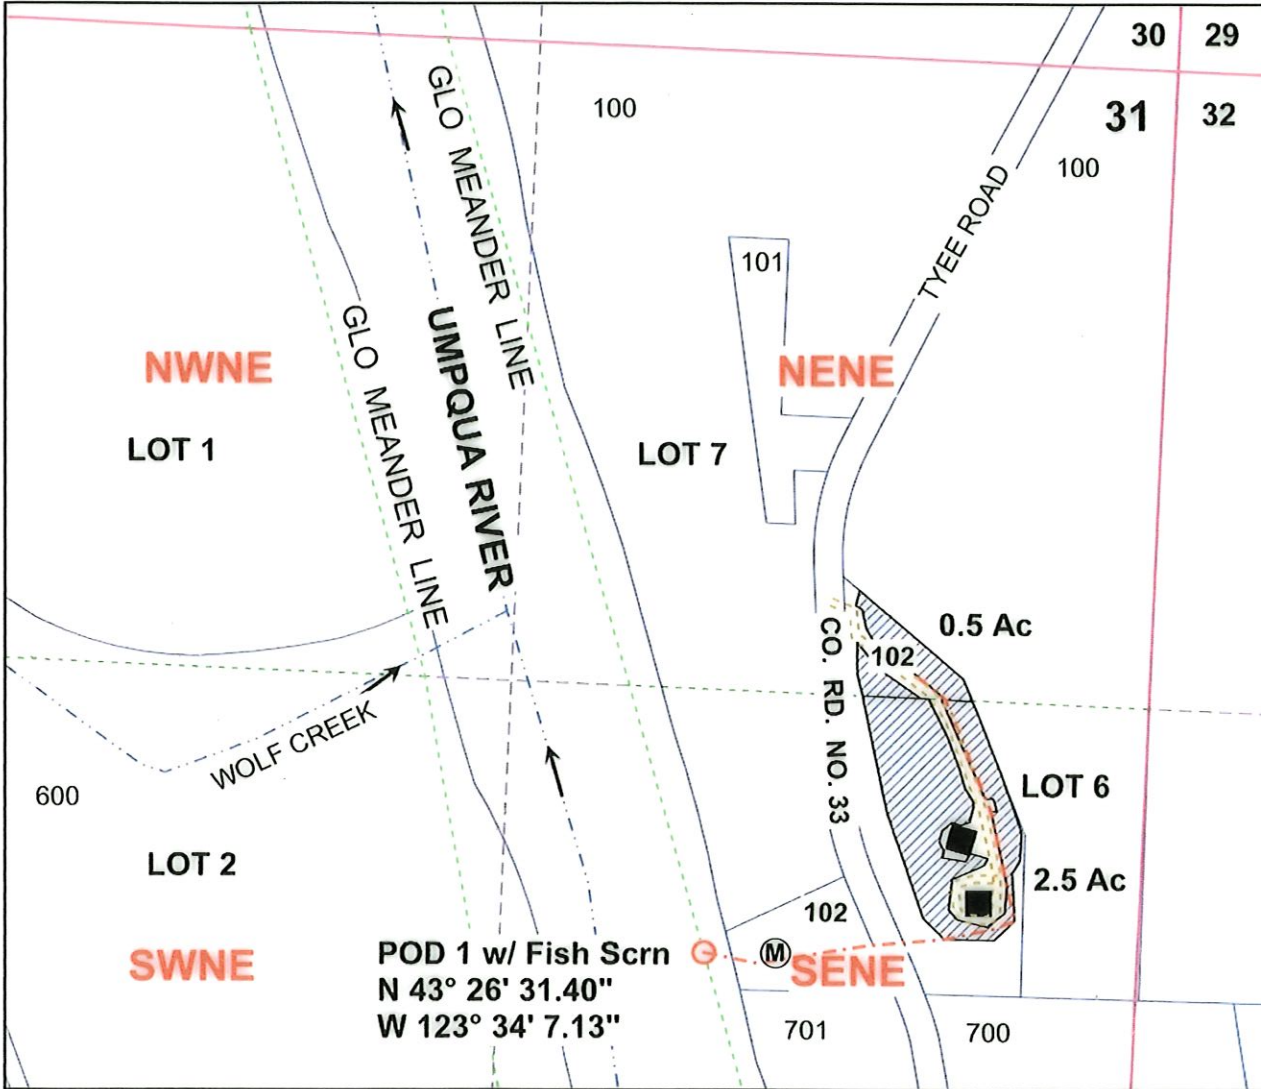 30 29
31 32
100
100
GLO MEANDER LINE
TYEE ROAD
101
GLO MEANDER LINE
UMPQUA RIVER
NWNE
NENE
LOT 1
LOT 7
0.5 Ac
CO. RD. NO. 33
102
WOLF CREEK
600
LOT 6
LOT 2
2.5 Ac
102
POD 1 w/ Fish Scrn
N 43° 26' 31.40"
W 123° 34' 7.13"
M
SWNE
SENE
701
700